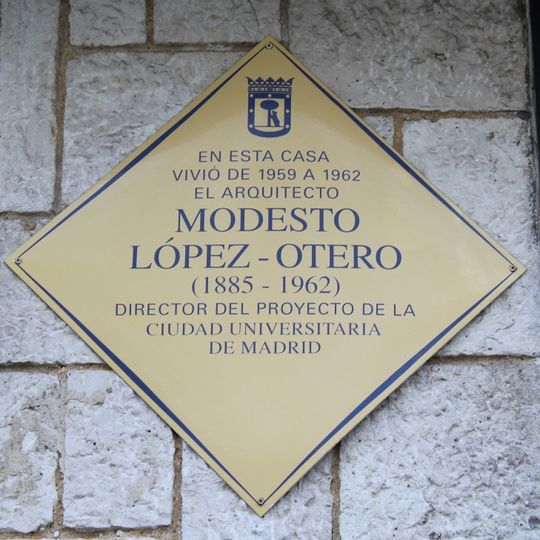 EN ESTA CASA
VIVIÓ DE 1959 A 1962
EL ARQUITECTO
MODESTO
LÓPEZ - OTERO
(1885 - 1962)
DIRECTOR DEL PROYECTO DE LA
CIUDAD UNIVERSITARIA
DE MADRID